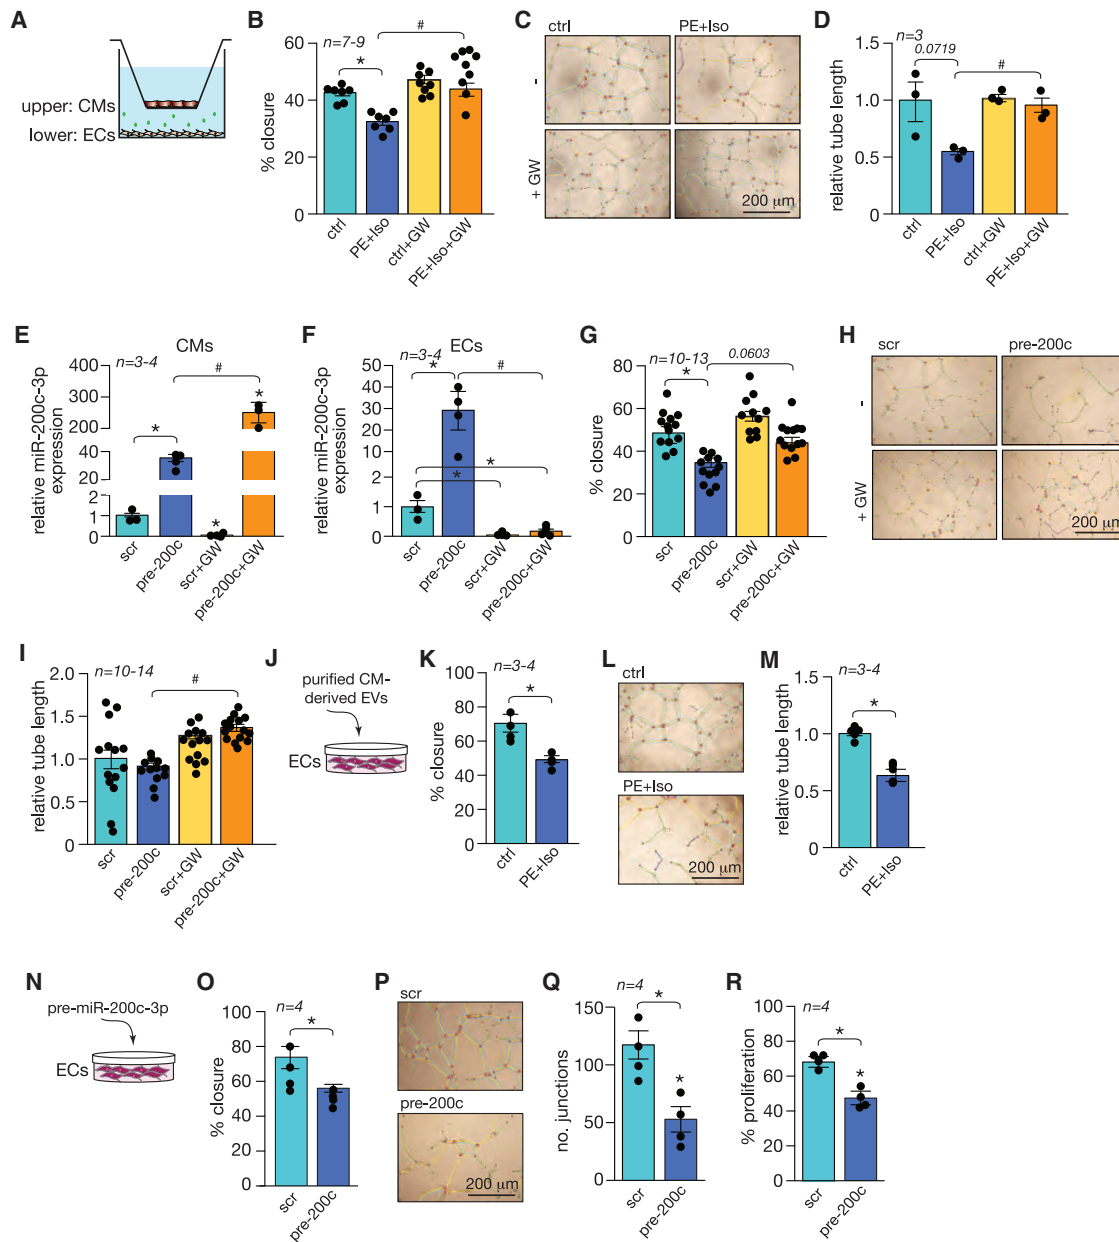 A
upper: CMs
lower: ECs
B
n=7-9
% closure
60
40
20
0
*
#
ctrl
PE+Iso
ctrl+GW
PE+Iso+GW
C
ctrl
PE+Iso
-
+ GW
200 µm
D
n=3
0.0719
#
relative tube length
1.5
1.0
0.5
0
ctrl
PE+Iso
ctrl+GW
PE+Iso+GW
E
CMs
n=3-4
relative miR-200c-3p
expression
300
250
200
40
20
2
1
0
*
#
*
*
scr
pre-200c
scr+GW
pre-200c+GW
F
ECs
n=3-4
relative miR-200c-3p
expression
50
40
30
20
10
2
1
0
*
#
*
*
scr
pre-200c
scr+GW
pre-200c+GW
G
n=10-13
0.0603
*
% closure
80
60
40
20
0
scr
pre-200c
scr+GW
pre-200c+GW
H
scr
pre-200c
-
+ GW
200 µm
I
n=10-14
#
relative tube length
2.0
1.5
1.0
0.5
0
scr
pre-200c
scr+GW
pre-200c+GW
J
purified CM-
derived EVs
ECs
K
n=3-4
*
% closure
100
80
60
40
20
0
ctrl
PE+Iso
L
ctrl
PE+Iso
200 µm
M
n=3-4
*
relative tube length
1.5
1.0
0.5
0
ctrl
PE+Iso
N
pre-miR-200c-3p
ECs
O
n=4
*
% closure
100
80
60
40
20
0
scr
pre-200c
P
scr
pre-200c
200 µm
Q
n=4
*
*
no. junctions
150
100
50
0
scr
pre-200c
R
n=4
*
*
% proliferation
100
80
60
40
20
0
scr
pre-200c